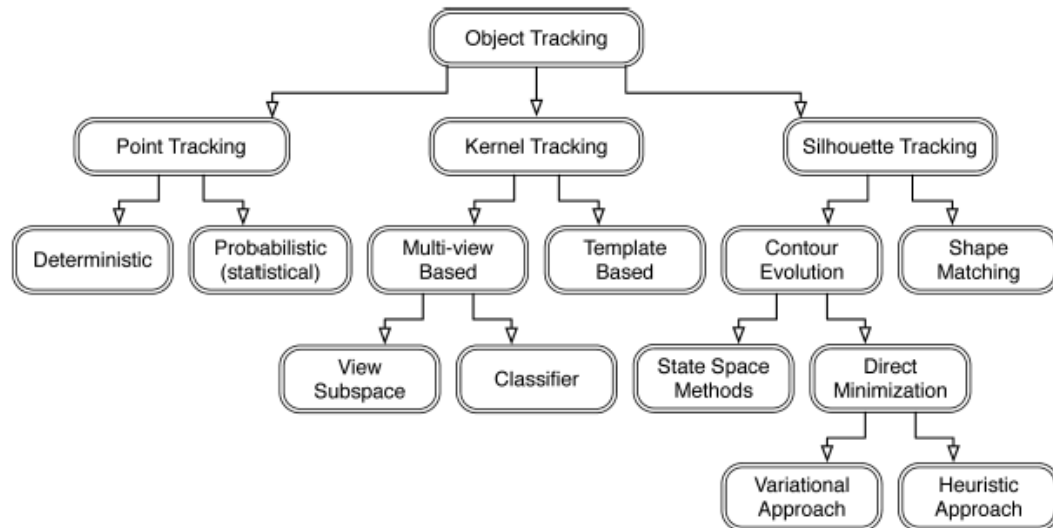 Object Tracking
Point Tracking
Kernel Tracking
Silhouette Tracking
Deterministic
Probabilistic
(statistical)
Multi-view
Based
Template
Based
Contour
Evolution
Shape
Matching
View
Subspace
Classifier
State Space
Methods
Direct
Minimization
Variational
Approach
Heuristic
Approach